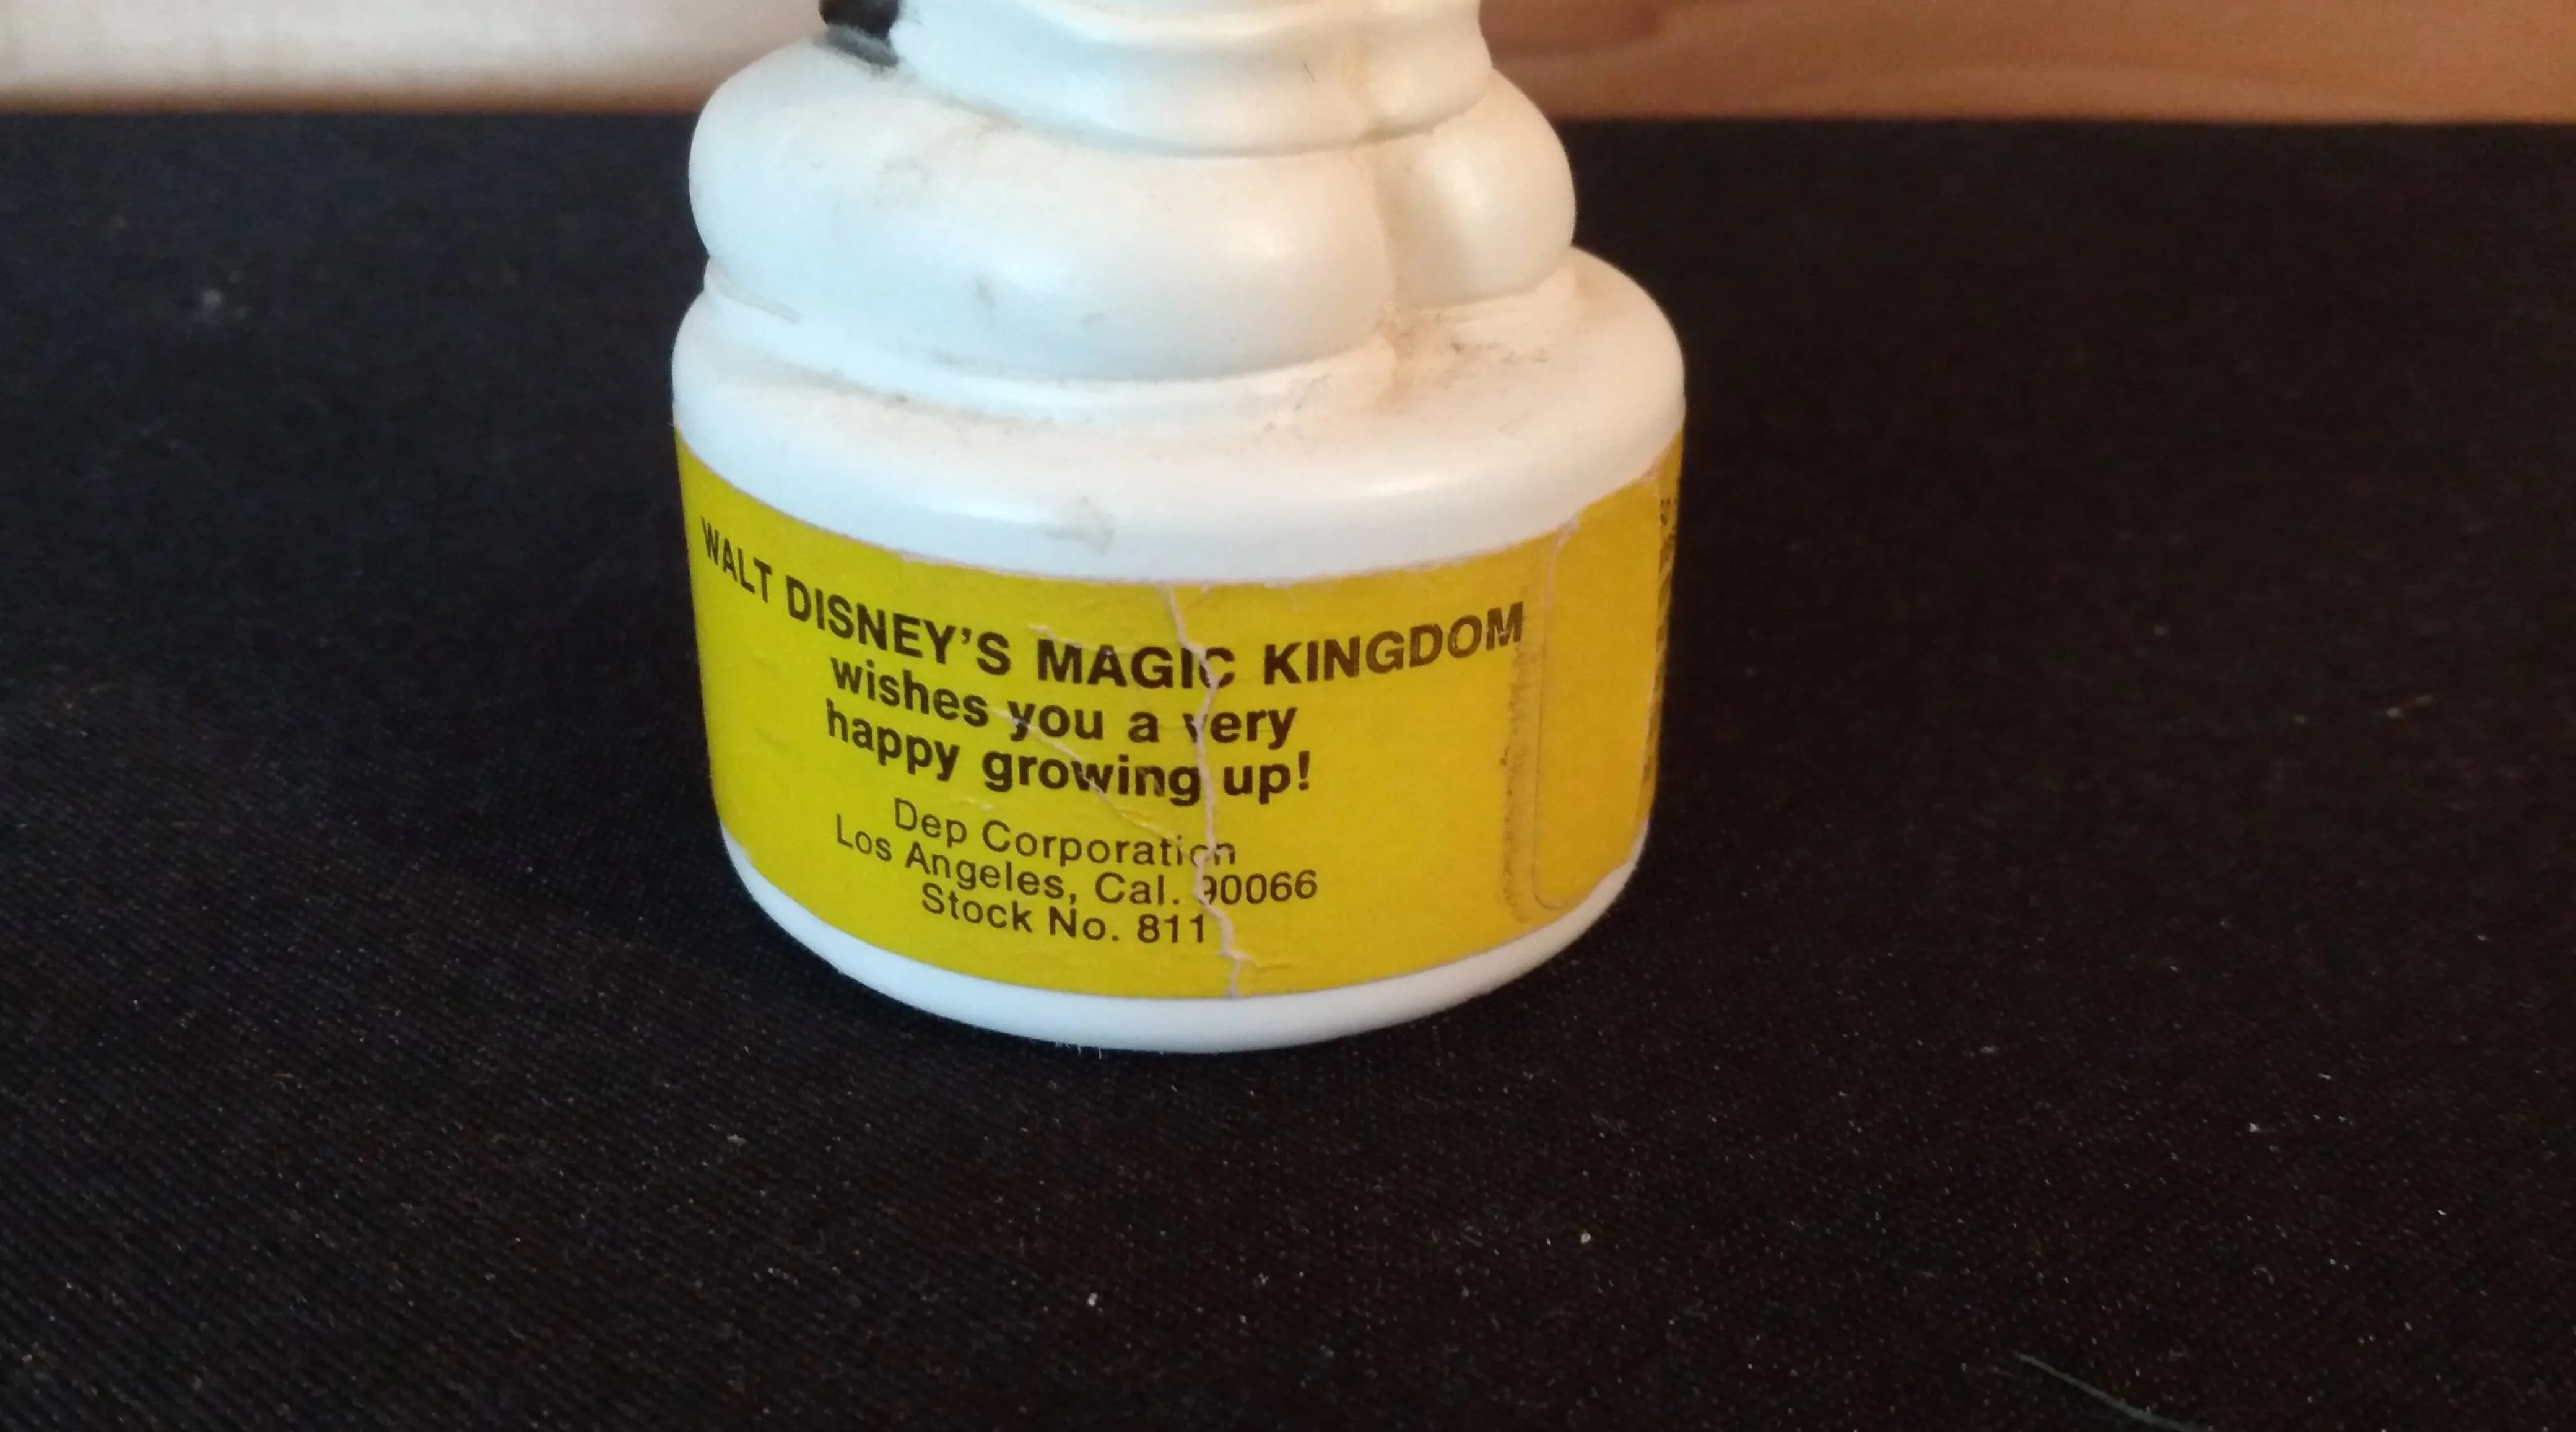 WALT DISNEY'S MAGIC KINGDOM
wishes you a very
happy growing up!
Dep Corporation
Los Angeles, Cal. 90066
Stock No. 811